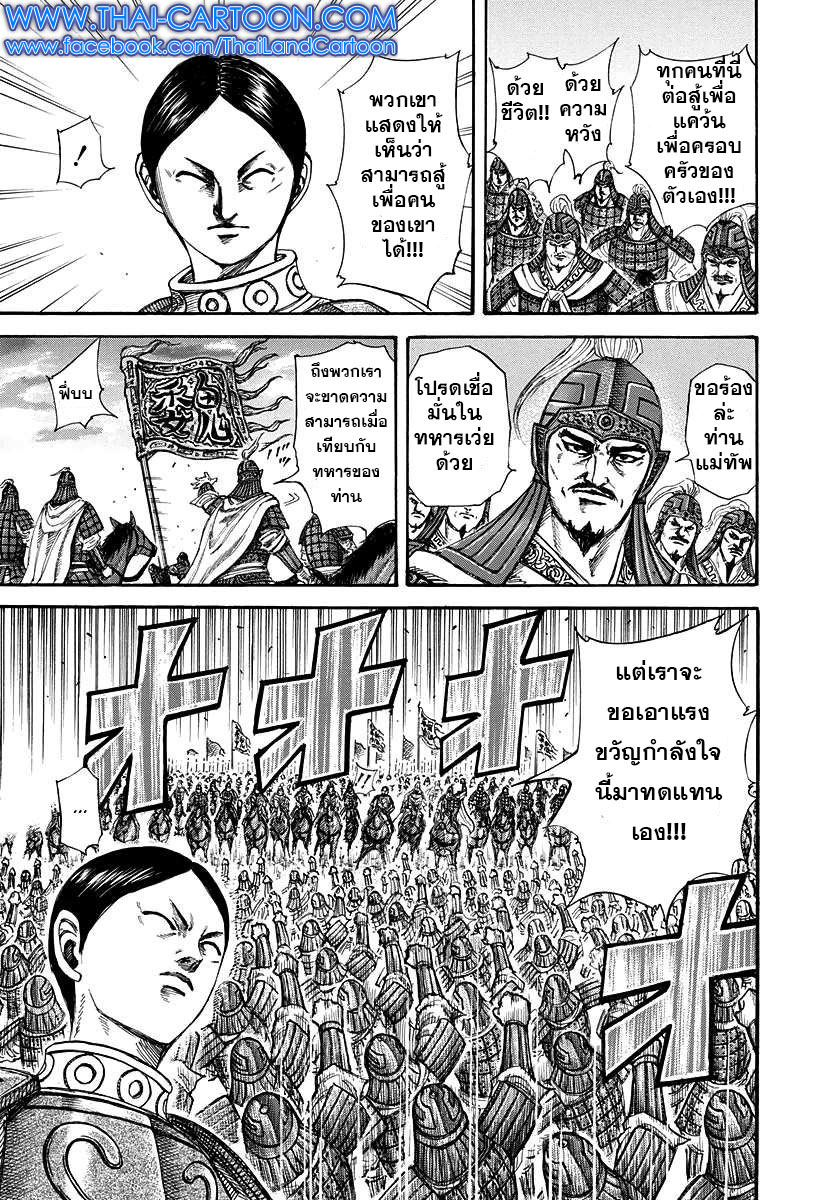 WWW.THAI-CARTOON.COM
www.facebook.com/ThaiLandCartoon
ทุกคนที่นี่
ต่อสู้เพื่อ
แคว้น
เพื่อครอบ
ครัวของ
ตัวเอง!!!
ด้วย
ความ
หวัง
ด้วย
ชีวิต!!
พวกเขา
แสดงให้
เห็นว่า
สามารถสู้
เพื่อคน
ของเขา
ได้!!!
!
ขอร้อง
ล่ะ
ท่าน
แม่ทัพ
โปรดเชื่อ
มั่นใน
ทหารเว่ย
ด้วย
ถึงพวกเรา
จะขาดความ
สามารถเมื่อ
เทียบกับ
ทหารของ
ท่าน
ฟี่บบ
แต่เราจะ
ขอเอาแรง
ขวัญกำลังใจ
นี้มาทดแทน
เอง!!!
オオオオ
...